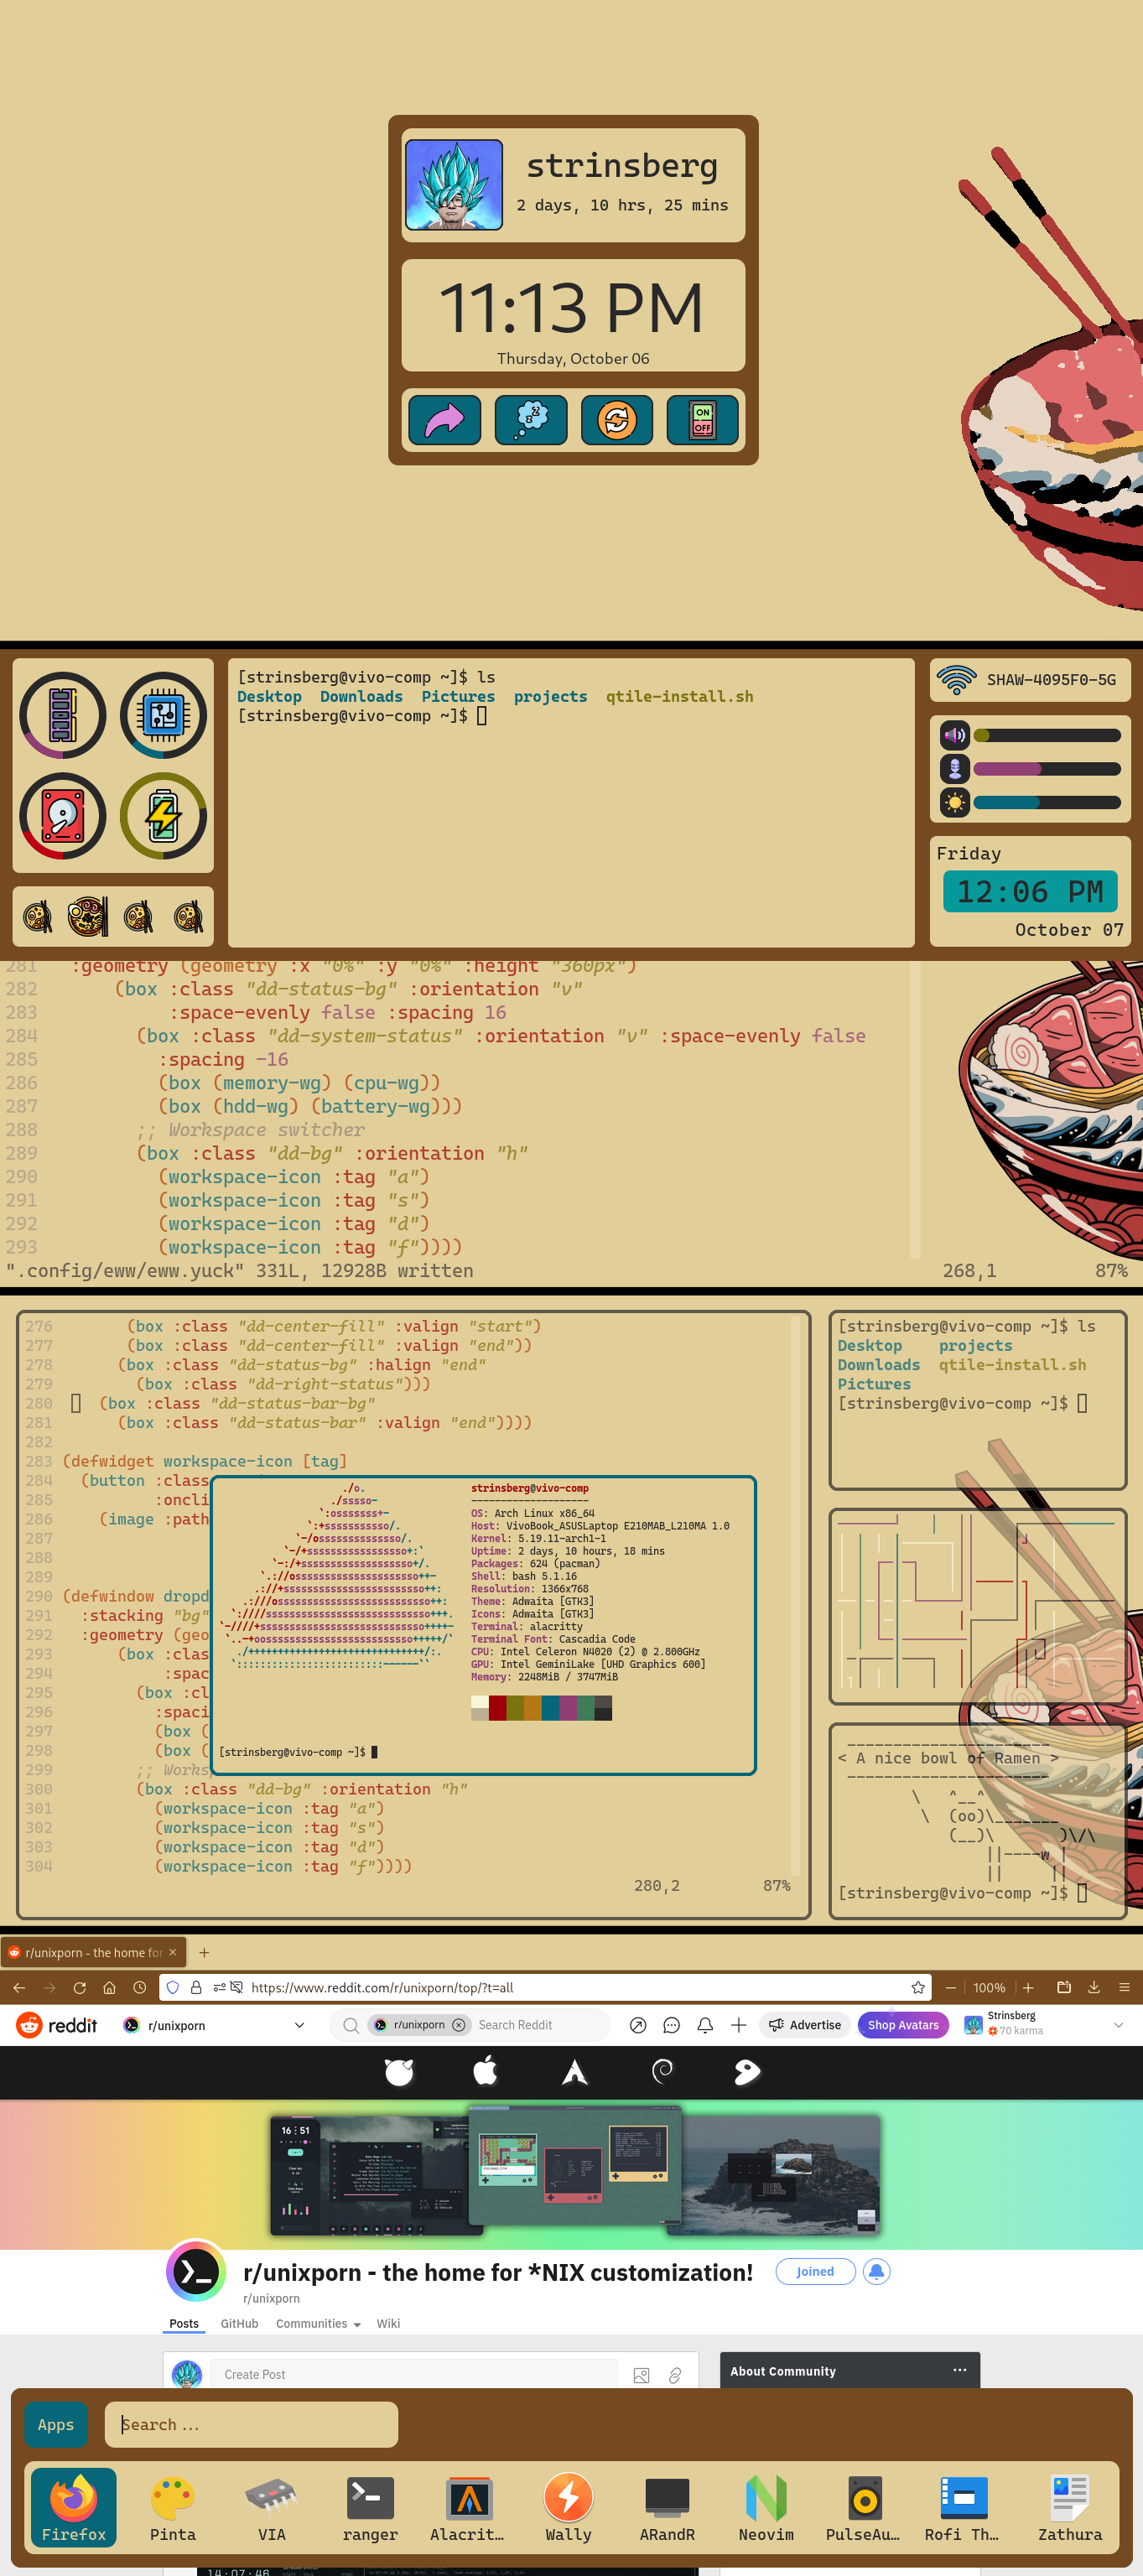 strinsberg
2 days, 10 hrs, 25 mins
11:13 PM
Thursday, October 06
ON
OFF
[strinsberg@vivo-comp ~]$ ls
Desktop  Downloads  Pictures  projects  qtile-install.sh
[strinsberg@vivo-comp ~]$
SHAW-4095F0-5G
Friday
12:06 PM
October 07
281   :geometry (geometry :x "0%" :y "0%" :height "360px")
282       (box :class "dd-status-bg" :orientation "v"
283            :space-evenly false :spacing 16
284         (box :class "dd-system-status" :orientation "v" :space-evenly false
285           :spacing -16
286           (box (memory-wg) (cpu-wg))
287           (box (hdd-wg) (battery-wg)))
288         ;; Workspace switcher
289         (box :class "dd-bg" :orientation "h"
290           (workspace-icon :tag "a")
291           (workspace-icon :tag "s")
292           (workspace-icon :tag "d")
293           (workspace-icon :tag "f"))))
".config/eww/eww.yuck" 331L, 12928B written    268,1    87%
276        (box :class "dd-center-fill" :valign "start")
277        (box :class "dd-center-fill" :valign "end"))
278       (box :class "dd-status-bg" :halign "end"
279         (box :class "dd-right-status")))
280     (box :class "dd-status-bar-bg"
281       (box :class "dd-status-bar" :valign "end"))))
282
283 (defwidget workspace-icon [tag]
284   (button :class
285           :oncli
286     (image :path
287
288
289
290 (defwindow dropd
291   :stacking "bg"
292   :geometry (geo
293       (box :cl
294            :spac
295         (box :cl
296           :spaci
297           (box (
298           (box (
299         ;; Works
300         (box :class "dd-bg" :orientation "h"
301           (workspace-icon :tag "a")
302           (workspace-icon :tag "s")
303           (workspace-icon :tag "d")
304           (workspace-icon :tag "f"))))
280,2    87%
strinsberg@vivo-comp
--------------------
OS: Arch Linux x86_64
Host: VivoBook_ASUSLaptop E210MAB_L210MA 1.0
Kernel: 5.19.11-arch1-1
Uptime: 2 days, 10 hours, 18 mins
Packages: 624 (pacman)
Shell: bash 5.1.16
Resolution: 1366x768
Theme: Adwaita [GTK3]
Icons: Adwaita [GTK3]
Terminal: alacritty
Terminal Font: Cascadia Code
CPU: Intel Celeron N4020 (2) @ 2.800GHz
GPU: Intel GeminiLake [UHD Graphics 600]
Memory: 2248MiB / 3747MiB
[strinsberg@vivo-comp ~]$
[strinsberg@vivo-comp ~]$ ls
Desktop    projects
Downloads  qtile-install.sh
Pictures
[strinsberg@vivo-comp ~]$
< A nice bowl of Ramen >
\   ^__^
\  (oo)\_______
(__)\       )\/\
||----w |
||     ||
[strinsberg@vivo-comp ~]$
r/unixporn - the home for
https://www.reddit.com/r/unixporn/top/?t=all
100%
reddit
r/unixporn
r/unixporn
Search Reddit
Advertise
Shop Avatars
Strinsberg
70 karma
16:51
r/unixporn - the home for *NIX customization!
Joined
r/unixporn
Posts  GitHub  Communities  Wiki
Create Post
About Community
Apps
Search ...
Firefox  Pinta  VIA  ranger  Alacrit...  Wally  ARandR  Neovim  PulseAu...  Rofi Th...  Zathura
14:07:46